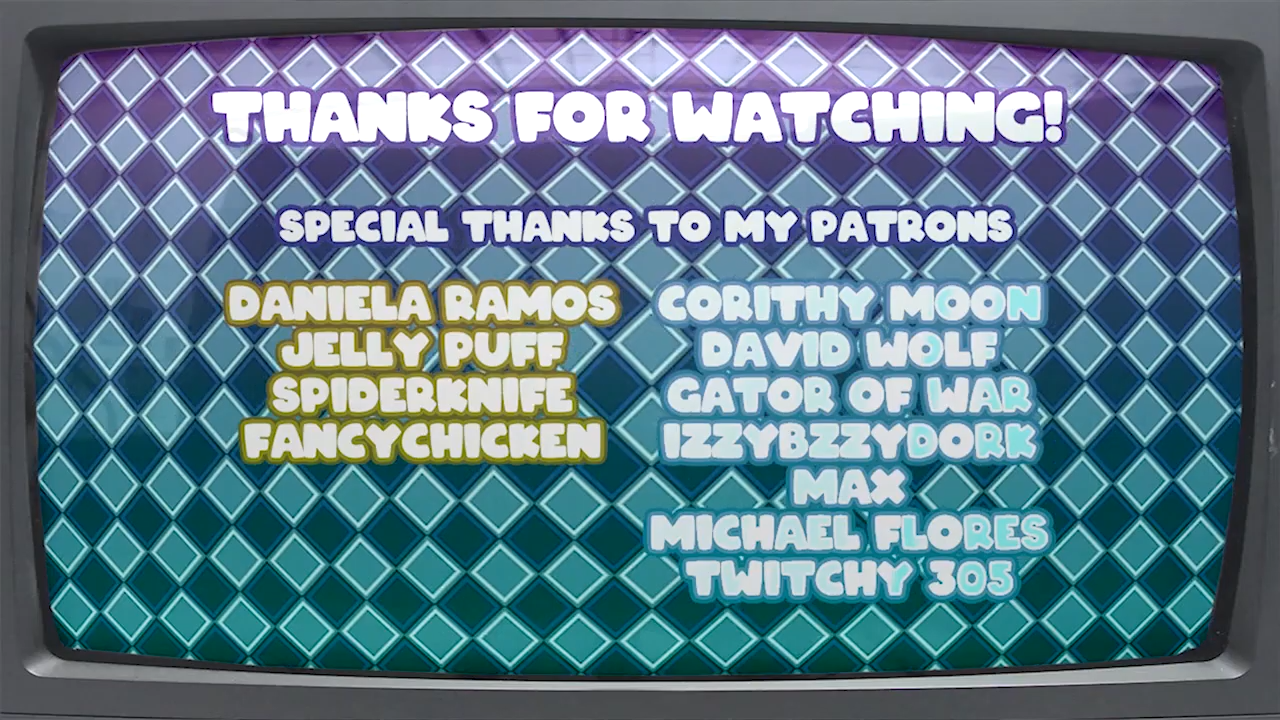 THANKS FOR WATCHING!
SPECIAL THANKS TO MY PATRONS
DANIELA RAMOS
JELLY PUFF
SPIDERKNIFE
FANCYCHICKEN
CORITHY MOON
DAVID WOLF
GATOR OF WAR
IZZYBZZYDORK
MAX
MICHAEL FLORES
TWITCHY 305